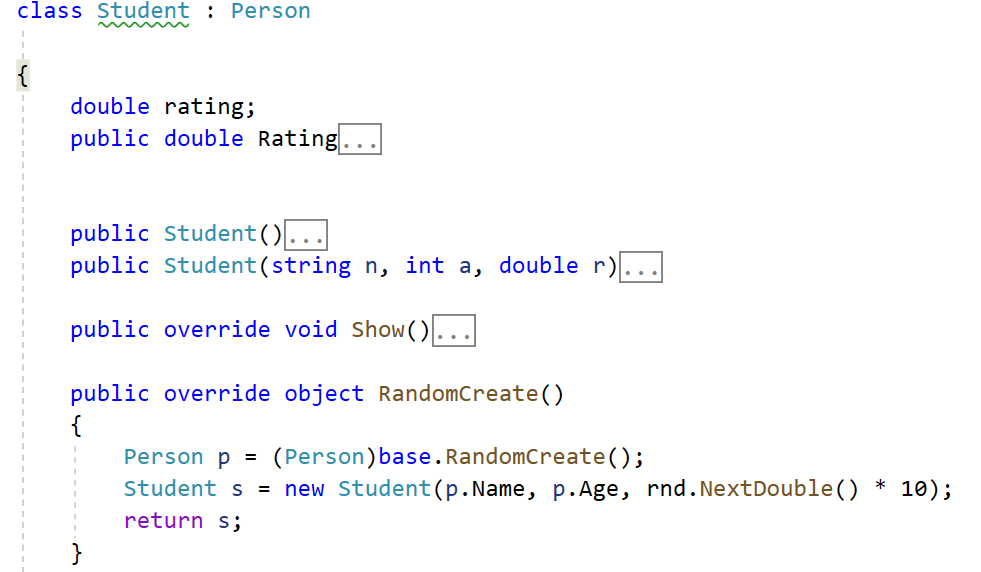 class Student : Person
{
double rating;
public double Rating...
public Student()...
public Student(string n, int a, double r)...
public override void Show()...
public override object RandomCreate()
{
Person p = (Person)base.RandomCreate();
Student s = new Student(p.Name, p.Age, rnd.NextDouble() * 10);
return s;
}